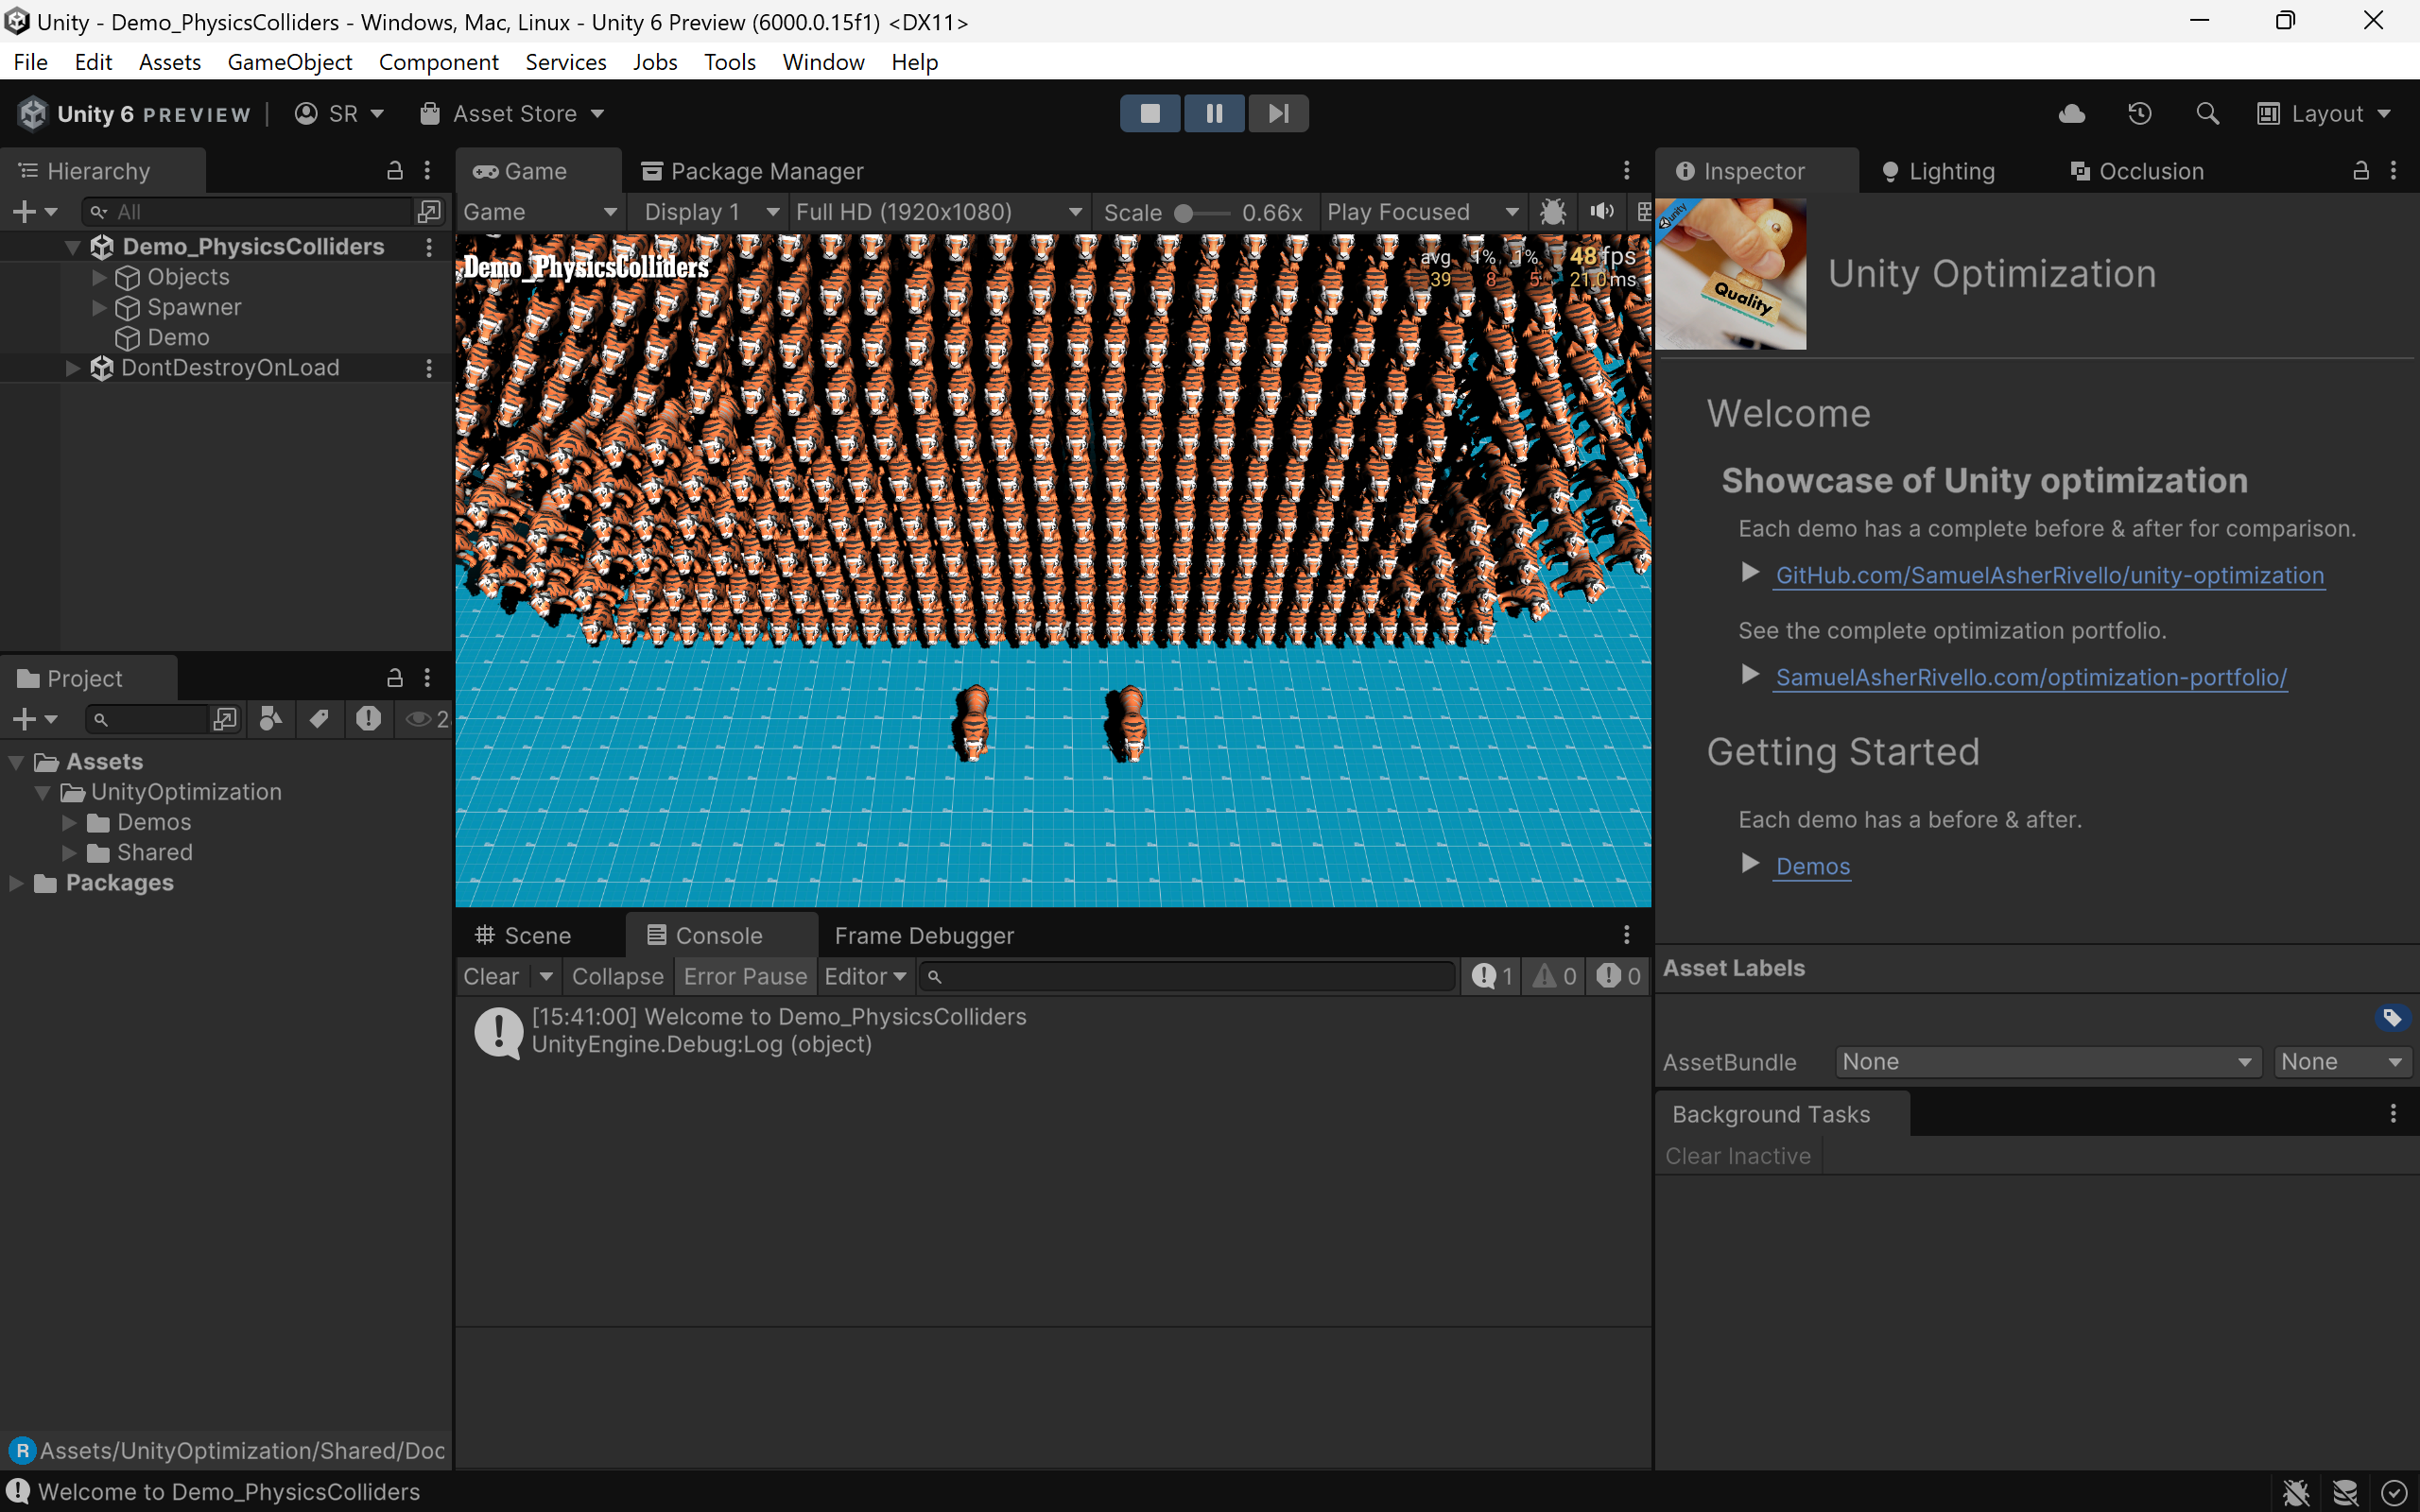 Unity - Demo_PhysicsColliders - Windows, Mac, Linux - Unity 6 Preview (6000.0.15f1) <DX11>
File Edit Assets GameObject Component Services Jobs Tools Window Help
Unity 6 PREVIEW SR Asset Store Layout
Hierarchy
All
Demo_PhysicsColliders
Objects
Spawner
Demo
DontDestroyOnLoad
Game Package Manager
Game Display 1 Full HD (1920x1080) Scale 0.66x Play Focused
Demo_PhysicsColliders
avg 1% .1% 48 fps
39 8 5 21.0 ms
Inspector Lighting Occlusion
unity
Quality
Unity Optimization
Welcome
Showcase of Unity optimization
Each demo has a complete before & after for comparison.
GitHub.com/SamuelAsherRivello/unity-optimization
See the complete optimization portfolio.
SamuelAsherRivello.com/optimization-portfolio/
Getting Started
Each demo has a before & after.
Demos
Asset Labels
AssetBundle None None
Background Tasks
Clear Inactive
Project
2
Assets
UnityOptimization
Demos
Shared
Packages
R Assets/UnityOptimization/Shared/Doc
Scene Console Frame Debugger
Clear Collapse Error Pause Editor 1 0 0
[15:41:00] Welcome to Demo_PhysicsColliders
UnityEngine.Debug:Log (object)
Welcome to Demo_PhysicsColliders